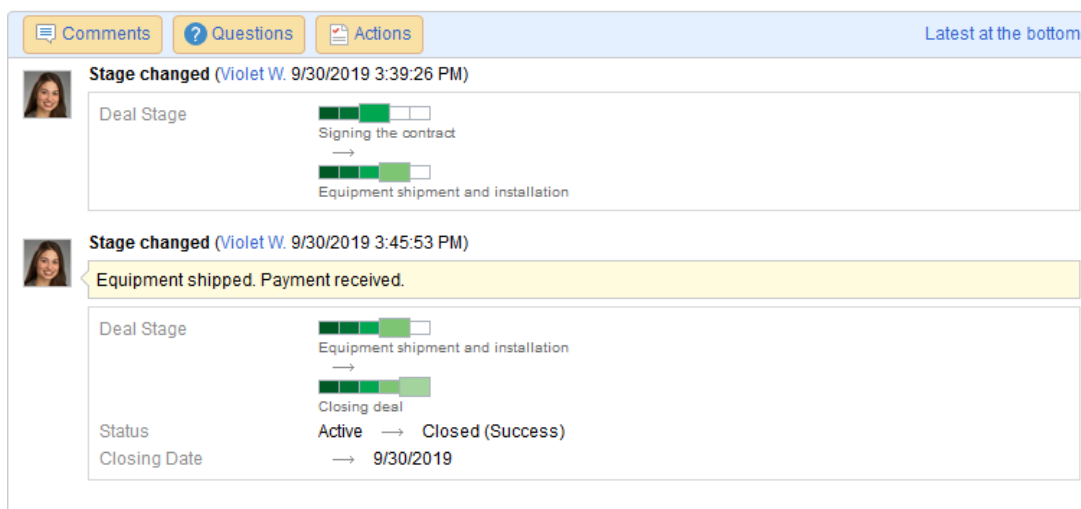 Comments
? Questions
Actions
Latest at the bottom
Stage changed (Violet W. 9/30/2019 3:39:26 PM)
Deal Stage
Signing the contract
→
Equipment shipment and installation
Stage changed (Violet W. 9/30/2019 3:45:53 PM)
Equipment shipped. Payment received.
Deal Stage
Equipment shipment and installation
→
Closing deal
Status Active → Closed (Success)
Closing Date → 9/30/2019